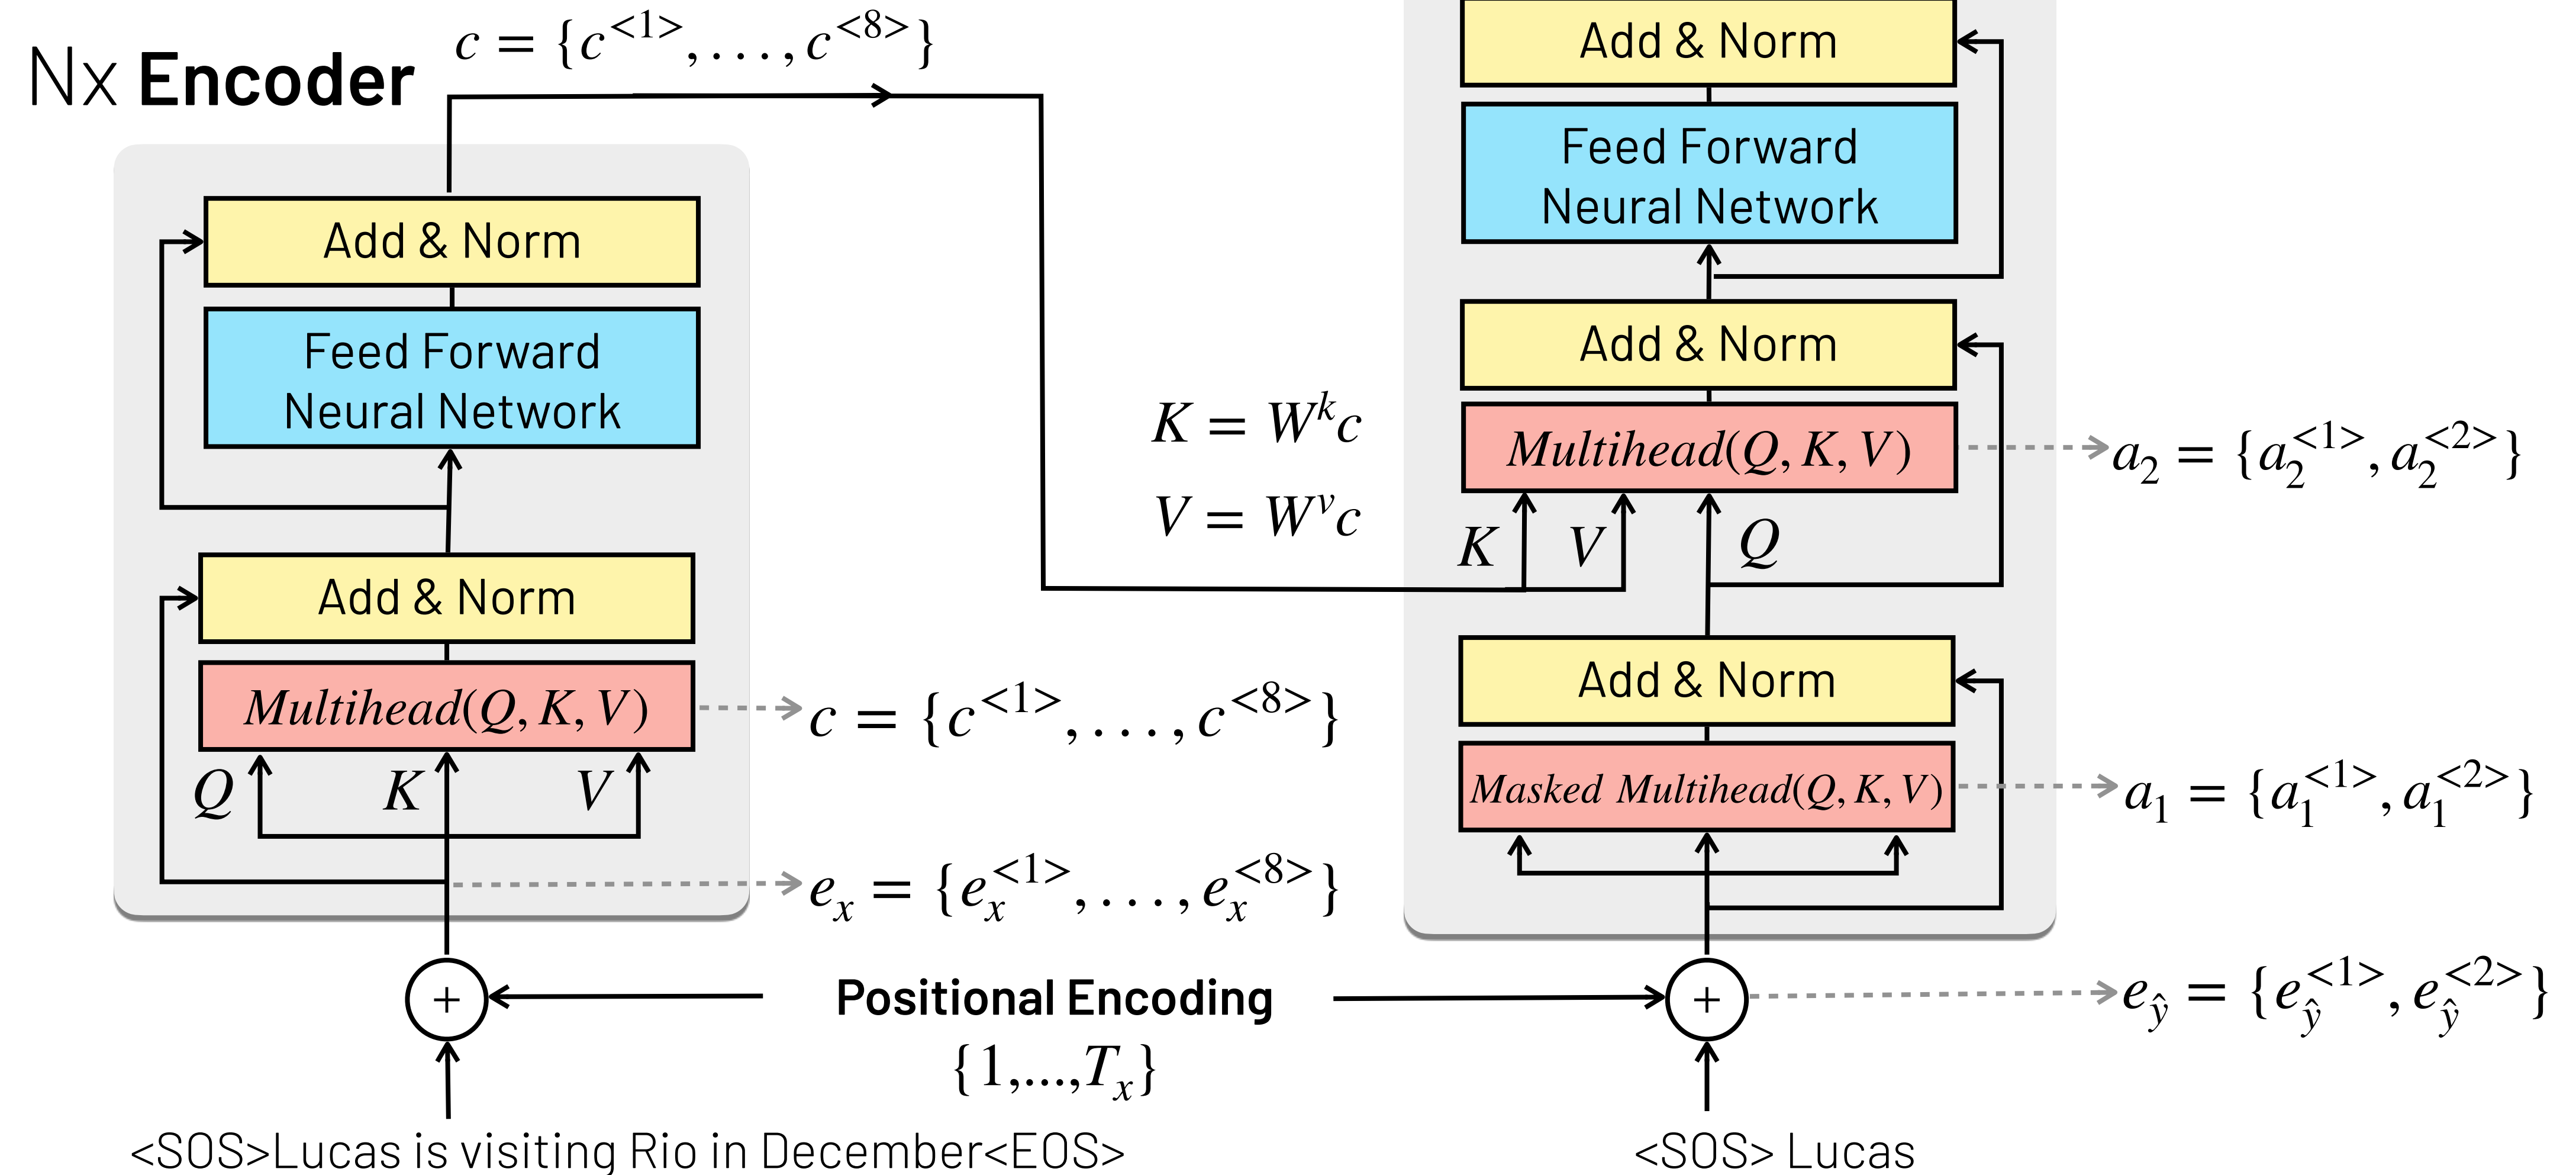 Nx Encoder
c = {c^{<1>}, . . . , c^{<8>}}
Add & Norm
Feed Forward
Neural Network
Add & Norm
Multihead(Q, K, V)
Q K V
c = {c^{<1>}, . . . , c^{<8>}}
e_x = {e_x^{<1>}, . . . , e_x^{<8>}}
+
Positional Encoding
{1,...,T_x}
<SOS>Lucas is visiting Rio in December<EOS>
Add & Norm
Feed Forward
Neural Network
Add & Norm
K = W^k c
V = W^v c
Multihead(Q, K, V)
K V Q
a_2 = {a_2^{<1>}, a_2^{<2>}}
Add & Norm
Masked Multihead(Q, K, V)
a_1 = {a_1^{<1>}, a_1^{<2>}}
+
e_ŷ = {e_ŷ^{<1>}, e_ŷ^{<2>}}
<SOS> Lucas